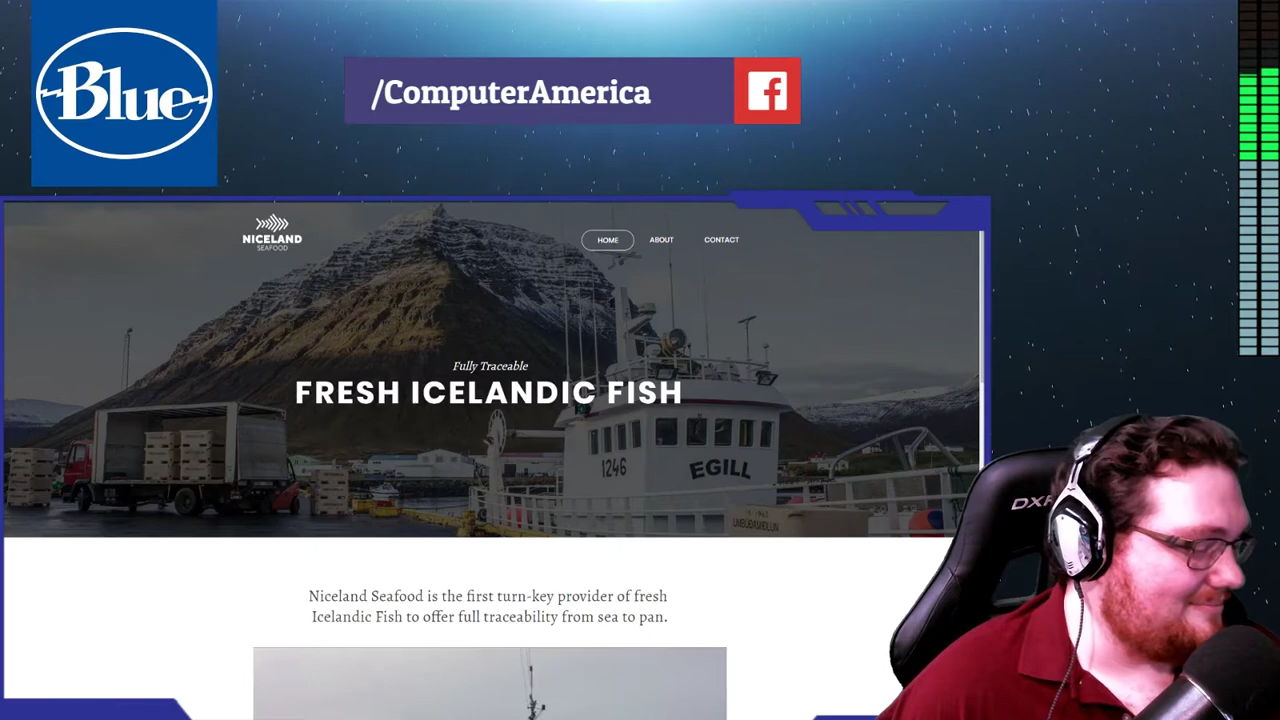 Blue
/ComputerAmerica
NICELAND
SEAFOOD
HOME
ABOUT
CONTACT
Fully Traceable
FRESH ICELANDIC FISH
1246
EGILL
DXR
Niceland Seafood is the first turn-key provider of fresh
Icelandic Fish to offer full traceability from sea to pan.